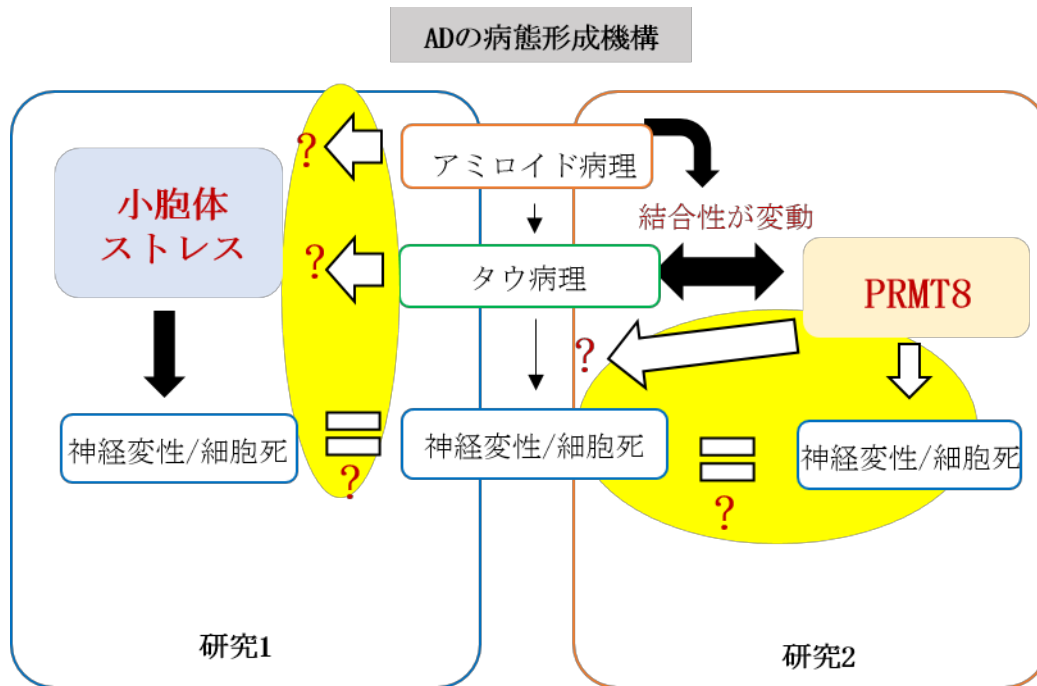 ADの病態形成機構
?
アミロイド病理
小胞体
ストレス
結合性が変動
?
タウ病理
PRMT8
?
神経変性/細胞死
神経変性/細胞死
神経変性/細胞死
?
?
研究1
研究2